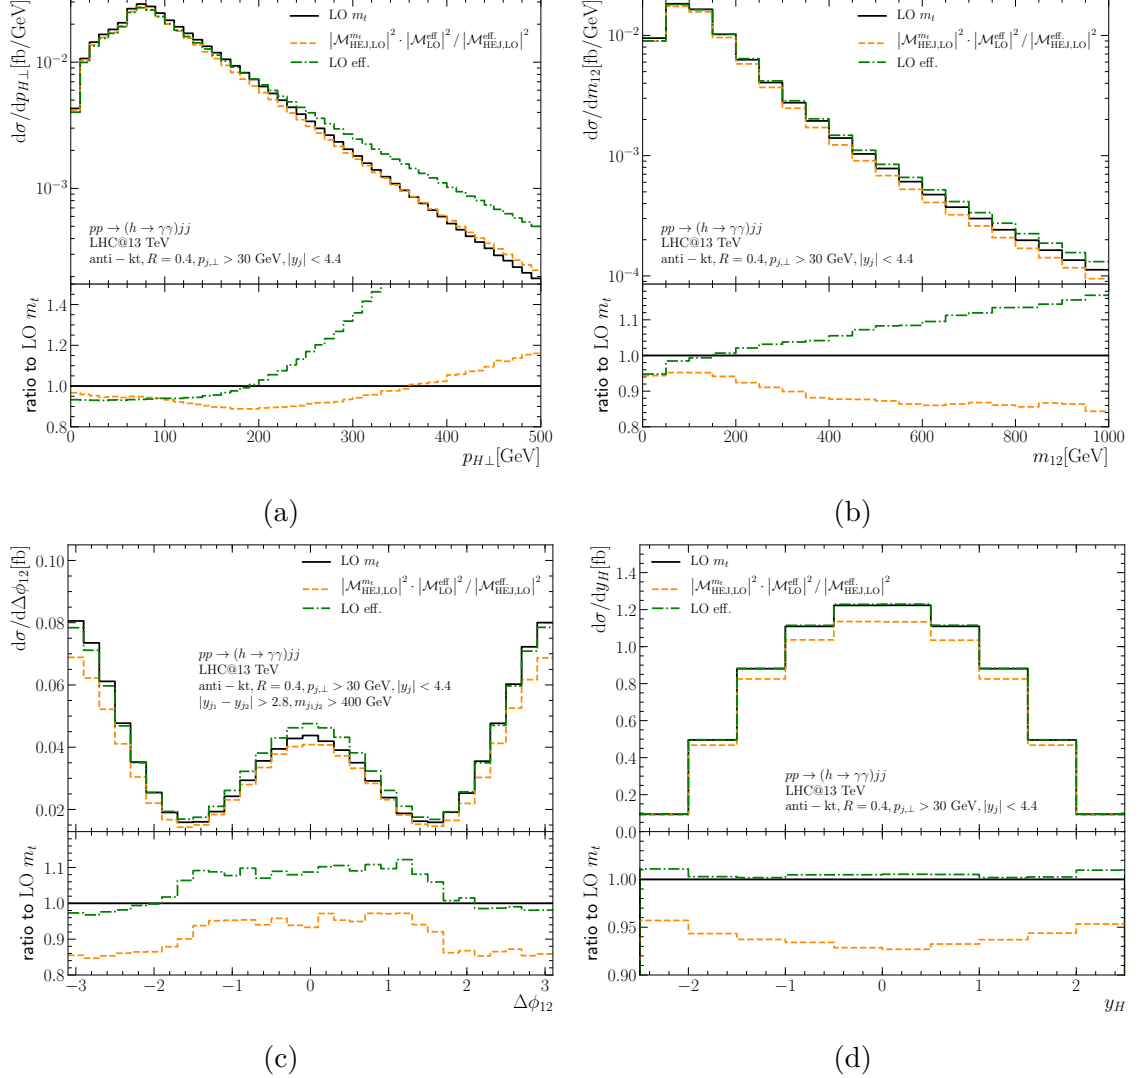 dσ/dp_{H⊥}[fb/GeV]
10^{−2}
10^{−3}
LO m_t
|M^{m_t}_{HEJ,LO}|^2 · |M^{eff}_{LO}|^2 / |M^{eff.}_{HEJ,LO}|^2
LO eff.
pp → (h → γγ)jj
LHC@13 TeV
anti − kt, R = 0.4, p_{j,⊥} > 30 GeV, |y_j| < 4.4
ratio to LO m_t
1.4
1.2
1.0
0.8
0 100 200 300 400 500
p_{H⊥}[GeV]
(a)
dσ/dm_{12}[fb/GeV]
10^{−2}
10^{−3}
10^{−4}
LO m_t
|M^{m_t}_{HEJ,LO}|^2 · |M^{eff}_{LO}|^2 / |M^{eff.}_{HEJ,LO}|^2
LO eff.
pp → (h → γγ)jj
LHC@13 TeV
anti − kt, R = 0.4, p_{j,⊥} > 30 GeV, |y_j| < 4.4
ratio to LO m_t
1.1
1.0
0.9
0.8
0 200 400 600 800 1000
m_{12}[GeV]
(b)
dσ/dΔϕ_{12}[fb]
0.10
0.08
0.06
0.04
0.02
LO m_t
|M^{m_t}_{HEJ,LO}|^2 · |M^{eff}_{LO}|^2 / |M^{eff.}_{HEJ,LO}|^2
LO eff.
pp → (h → γγ)jj
LHC@13 TeV
anti − kt, R = 0.4, p_{j,⊥} > 30 GeV, |y_j| < 4.4
|y_{j1} − y_{j2}| > 2.8, m_{j1j2} > 400 GeV
ratio to LO m_t
1.1
1.0
0.9
0.8
−3 −2 −1 0 1 2 3
Δϕ_{12}
(c)
dσ/dy_H[fb]
1.4
1.2
1.0
0.8
0.6
0.4
0.2
0.0
LO m_t
|M^{m_t}_{HEJ,LO}|^2 · |M^{eff}_{LO}|^2 / |M^{eff.}_{HEJ,LO}|^2
LO eff.
pp → (h → γγ)jj
LHC@13 TeV
anti − kt, R = 0.4, p_{j,⊥} > 30 GeV, |y_j| < 4.4
ratio to LO m_t
1.00
0.95
0.90
−2 −1 0 1 2
y_H
(d)